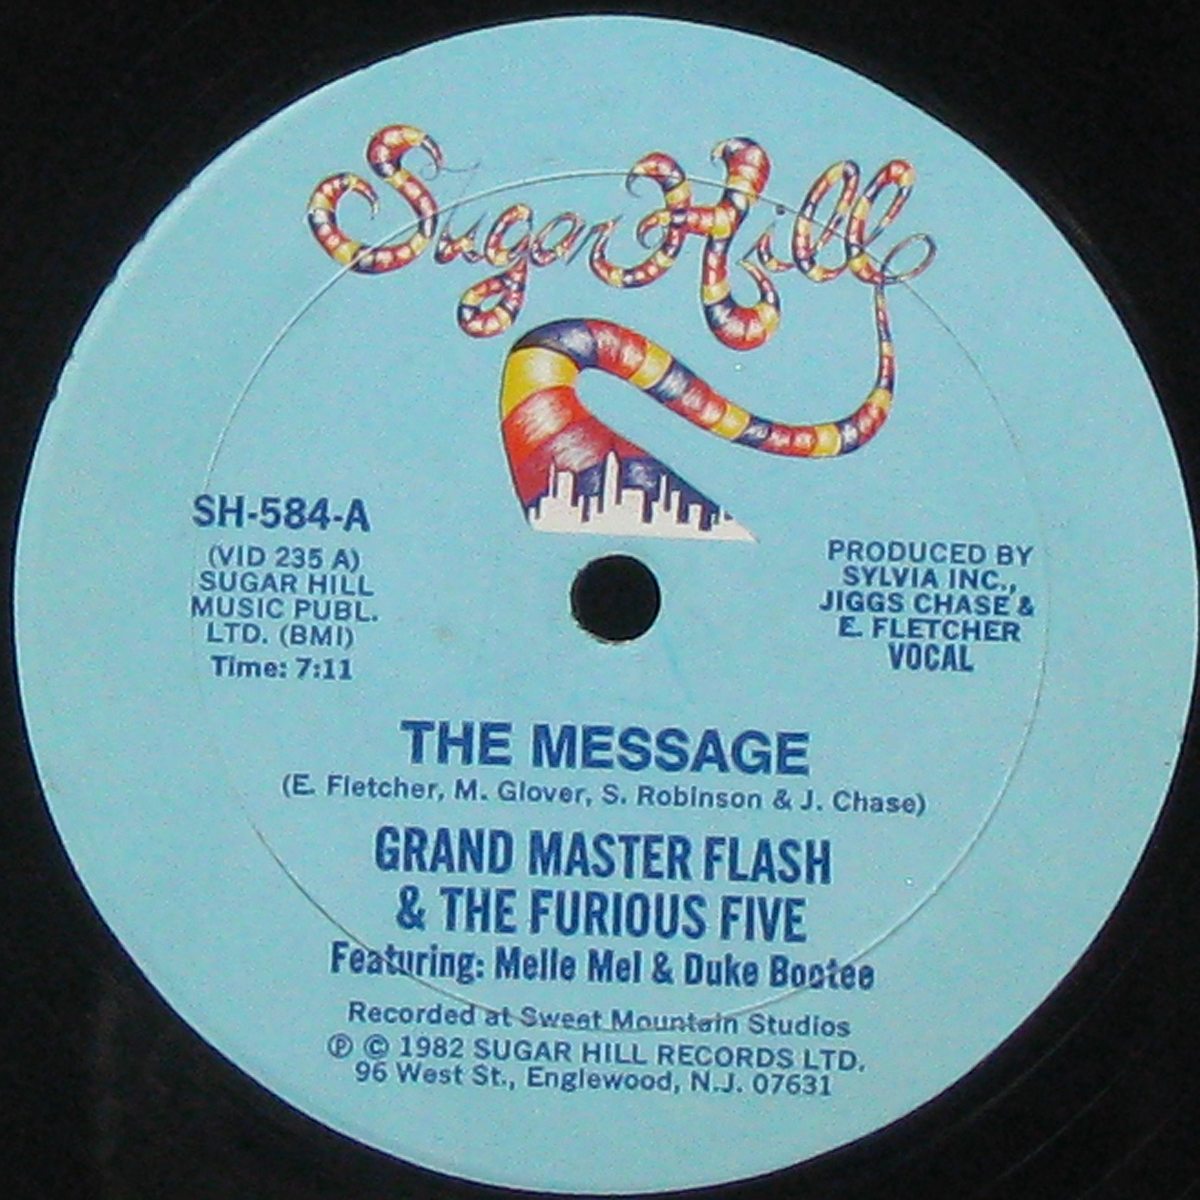 Sugar Hill
SH-584-A
(VID 235 A)
SUGAR HILL
MUSIC PUBL.
LTD. (BMI)
Time: 7:11
PRODUCED BY
SYLVIA INC.,
JIGGS CHASE &
E. FLETCHER
VOCAL
THE MESSAGE
(E. Fletcher, M. Glover, S. Robinson & J. Chase)
GRAND MASTER FLASH
& THE FURIOUS FIVE
Featuring: Melle Mel & Duke Bootee
Recorded at Sweet Mountain Studios
℗ © 1982 SUGAR HILL RECORDS LTD.
96 West St., Englewood, N.J. 07631